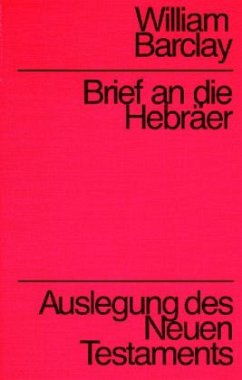 William
Barclay
Brief an die
Hebräer
Auslegung des
Neuen
Testaments